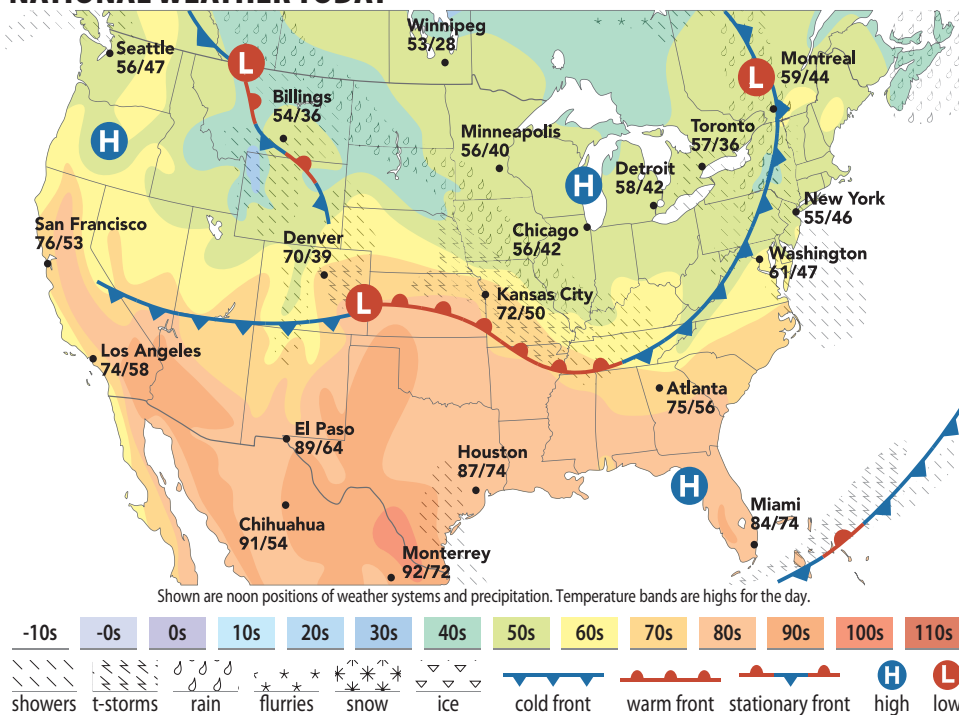 NATIONAL WEATHER TODAY
Winnipeg
53/28
Seattle
56/47
L
L
Montreal
59/44
Billings
54/36
H
Minneapolis
56/40
Toronto
57/36
Detroit
58/42
H
New York
55/46
San Francisco
76/53
Chicago
56/42
Denver
70/39
Washington
61/47
L
Kansas City
72/50
Los Angeles
74/58
Atlanta
75/56
El Paso
89/64
Houston
87/74
H
Miami
84/74
Chihuahua
91/54
Monterrey
92/72
Shown are noon positions of weather systems and precipitation. Temperature bands are highs for the day.
-10s -0s 0s 10s 20s 30s 40s 50s 60s 70s 80s 90s 100s 110s
H L
showers t-storms rain flurries snow ice cold front warm front stationary front high low